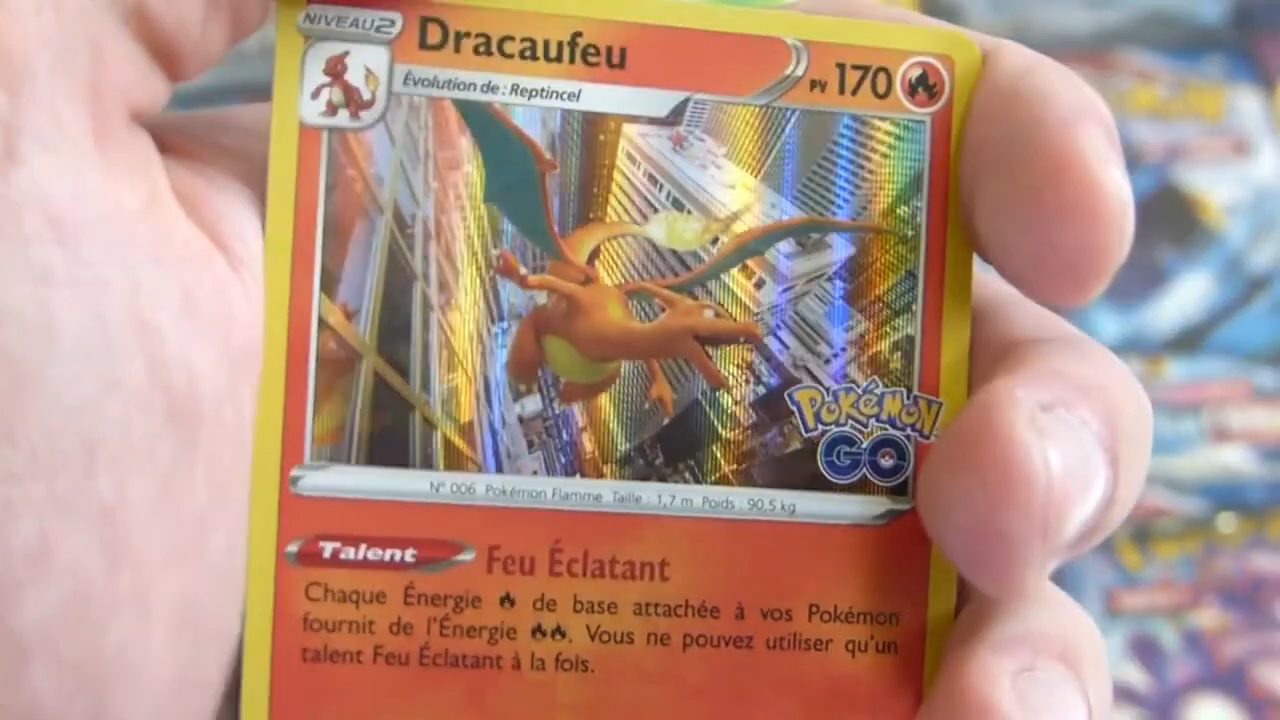 NIVEAU2
Dracaufeu
PV 170
Évolution de : Reptincel
POKÉMON
GO
N° 006 Pokémon Flamme Taille : 1,7 m Poids : 90,5 kg
Talent Feu Éclatant
Chaque Énergie de base attachée à vos Pokémon
fournit de l'Énergie . Vous ne pouvez utiliser qu'un
talent Feu Éclatant à la fois.